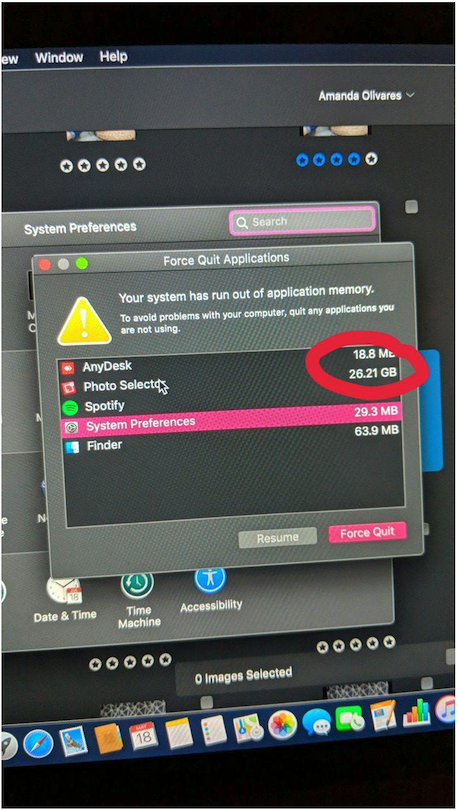 ew Window Help
Amanda Olivares
System Preferences
Search
Force Quit Applications
Your system has run out of application memory.
To avoid problems with your computer, quit any applications you
are not using.
AnyDesk 18.8 MB
Photo Selector 26.21 GB
Spotify
System Preferences 29.3 MB
Finder 63.9 MB
Resume
Force Quit
Date & Time
Time
Machine
Accessibility
18
0 Images Selected
MAY
18